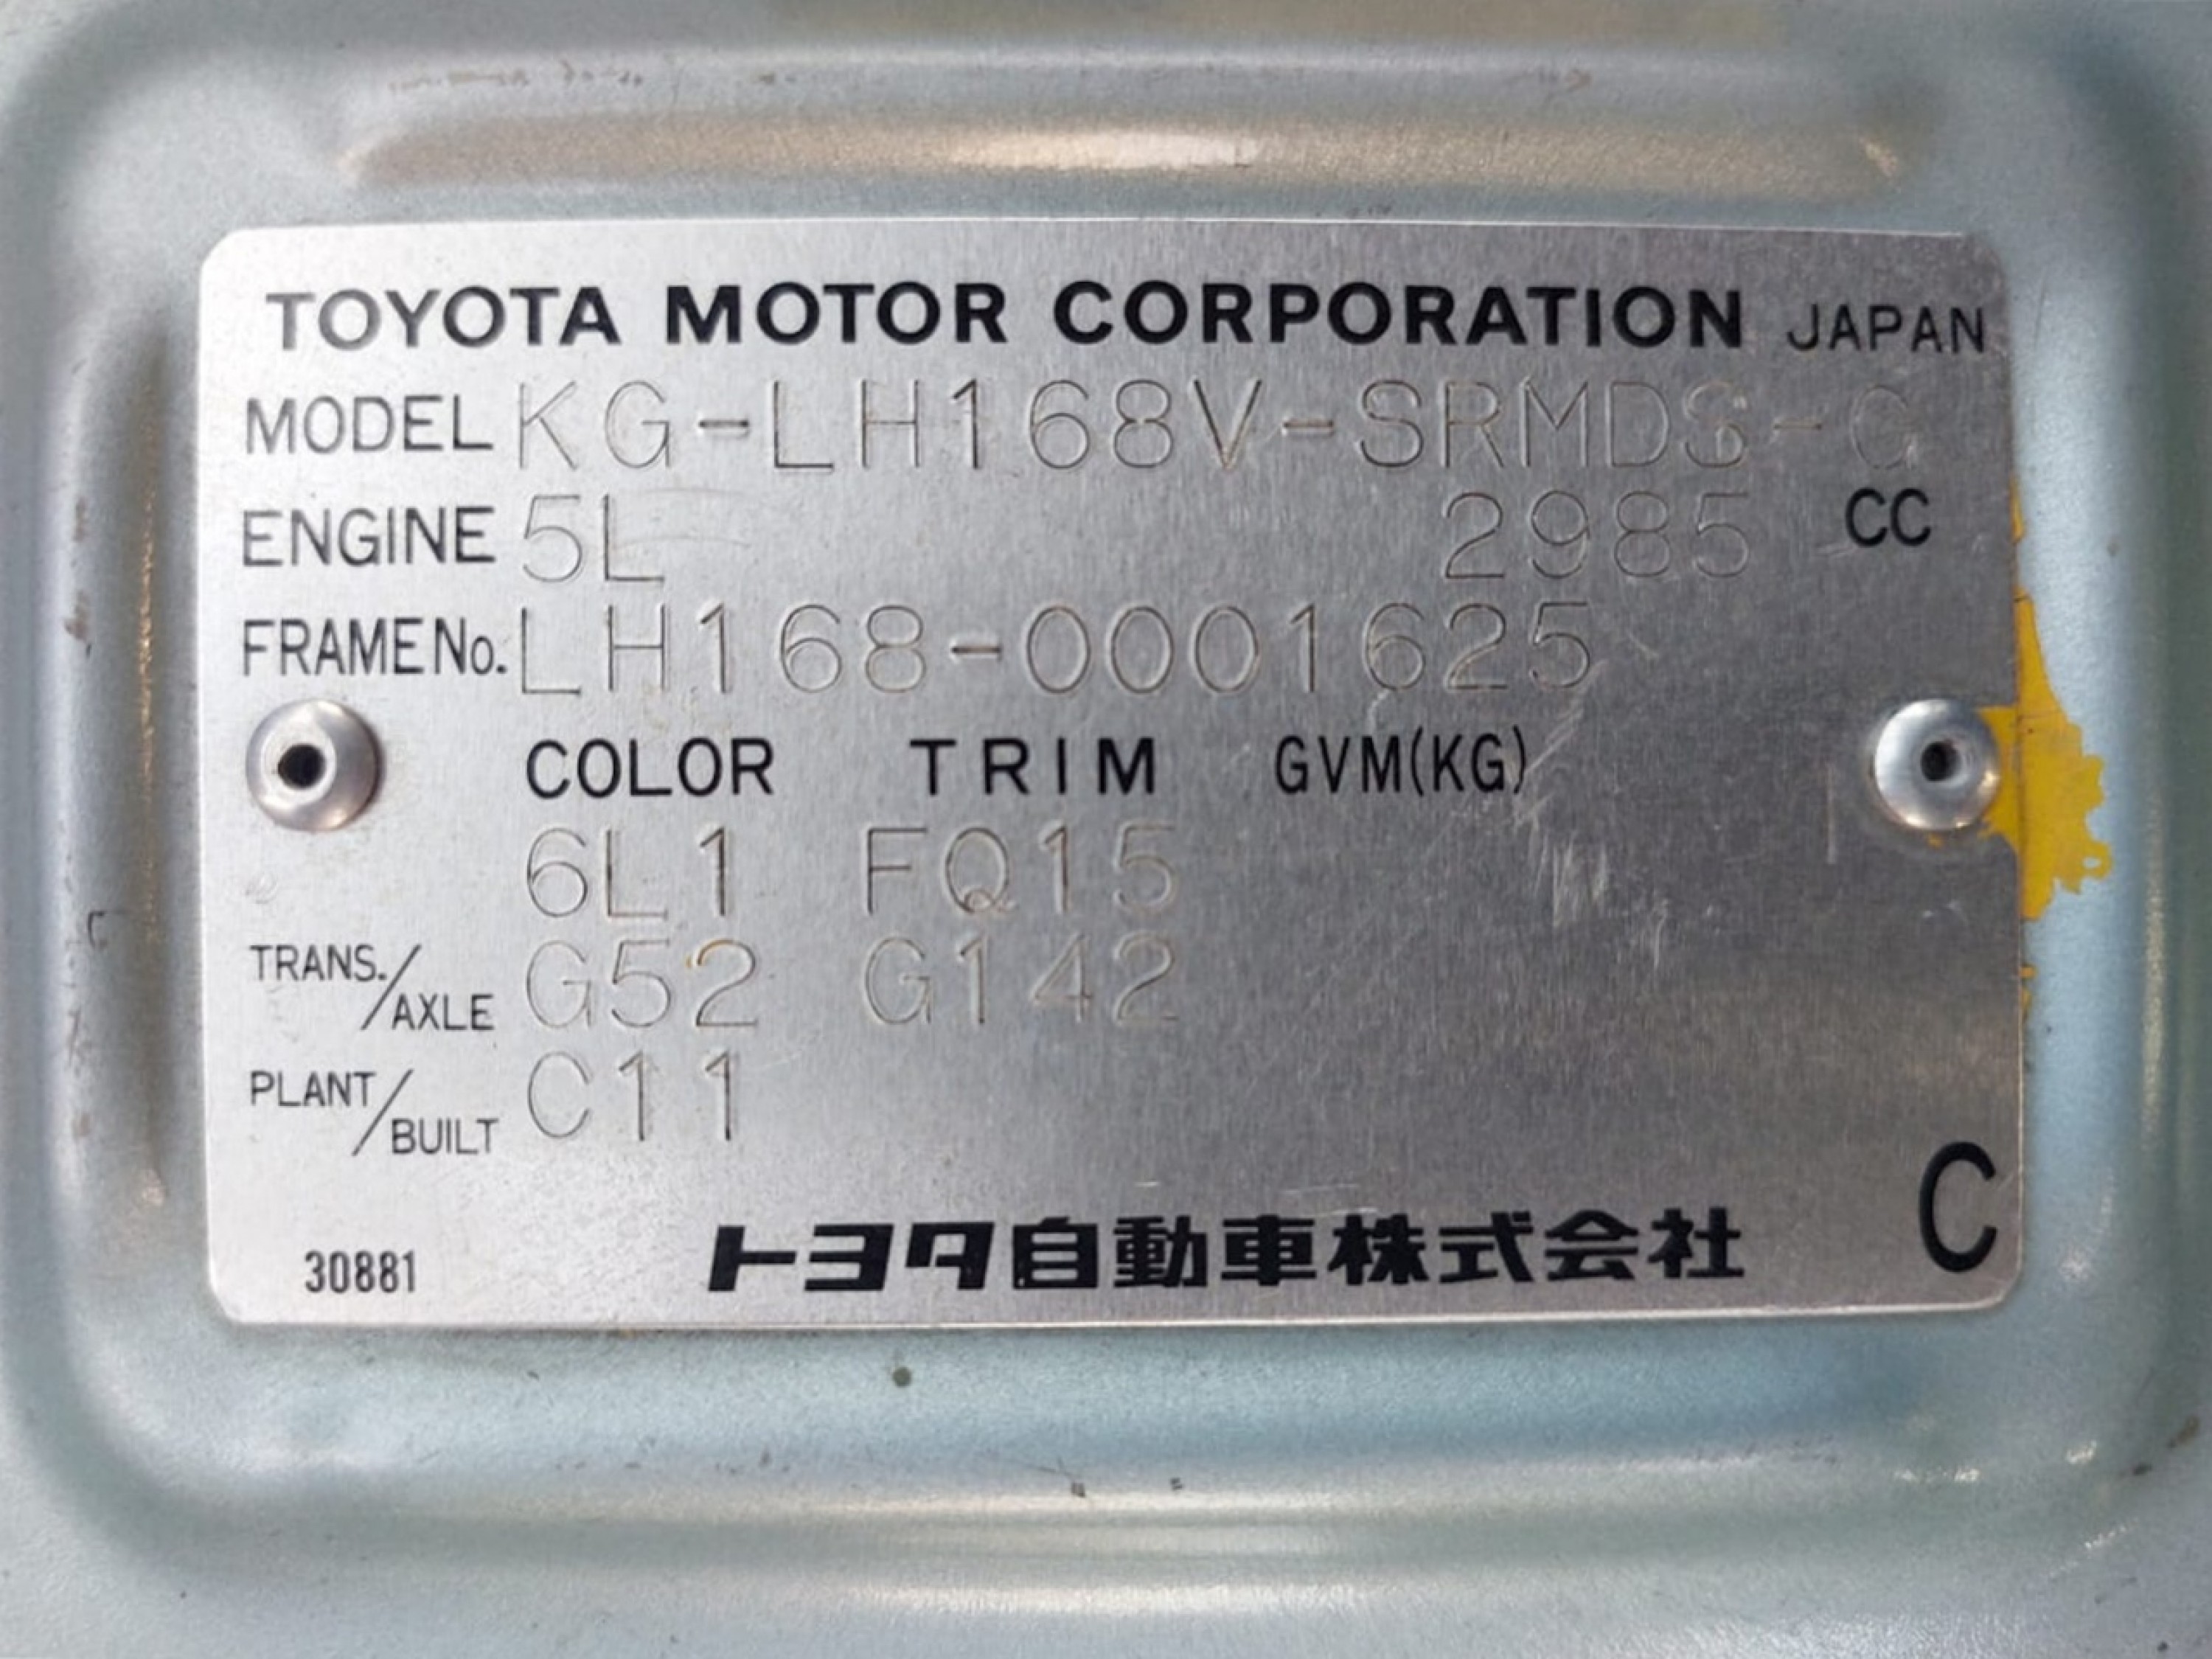 TOYOTA MOTOR CORPORATION JAPAN
MODEL KG-LH168V-SRMDS-G
ENGINE 5L 2985 CC
FRAME No. LH168-0001625
COLOR TRIM GVM(KG)
6L1 FQ15
TRANS./AXLE G52 G142
PLANT/BUILT C11
30881 トヨタ自動車株式会社 C